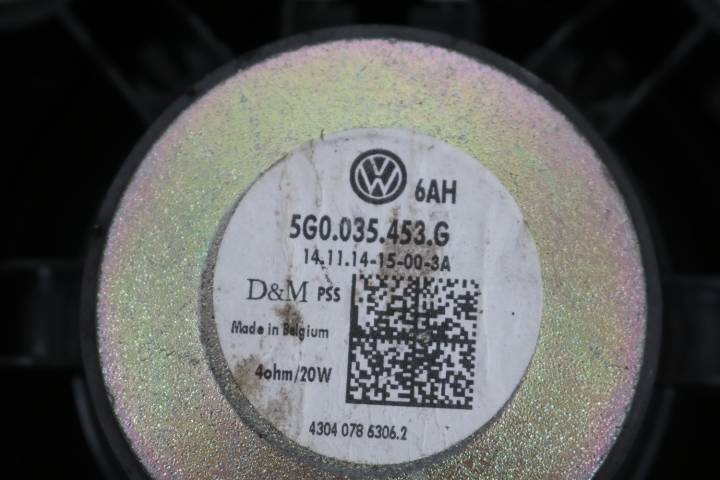 6AH
5G0.035.453.G
14.11.14-15-00-3A
D&M PSS
Made in Belgium
4ohm/20W
4304 078 6306.2